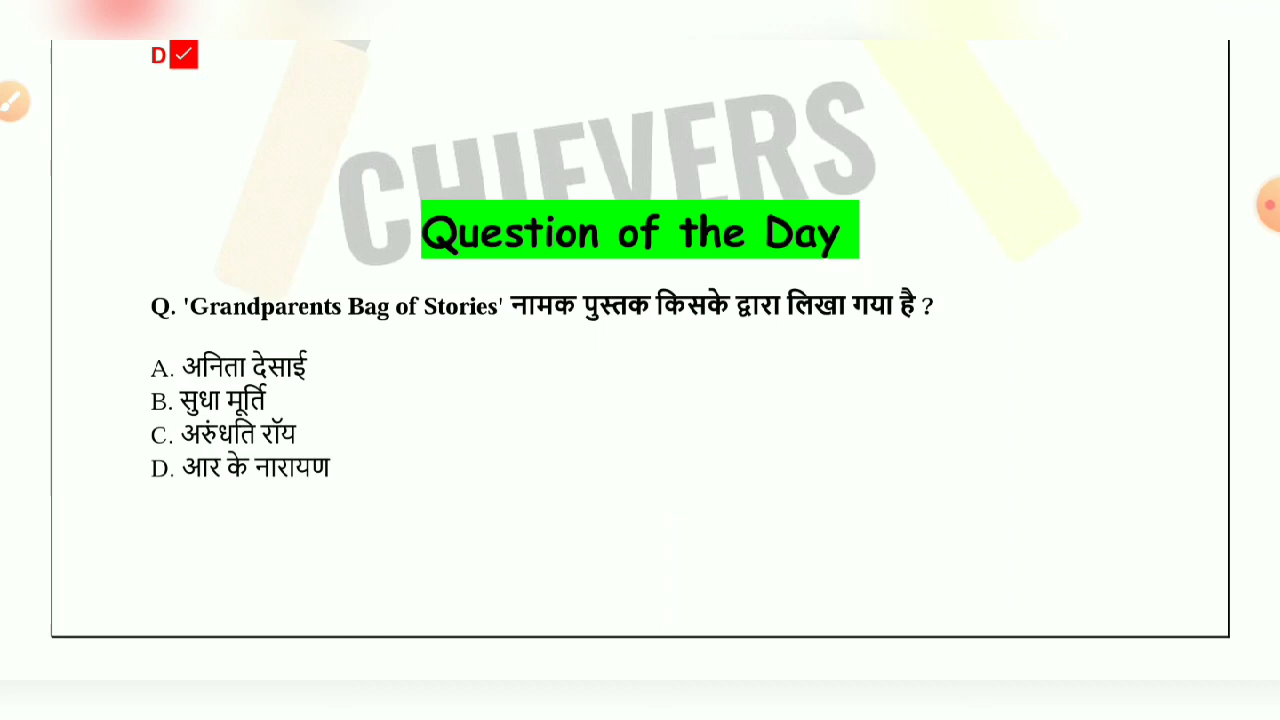 D ✓
CHIEVERS
Question of the Day
Q. 'Grandparents Bag of Stories' नामक पुस्तक किसके द्वारा लिखा गया है ?
A. अनिता देसाई
B. सुधा मूर्ति
C. अरुंधति रॉय
D. आर के नारायण